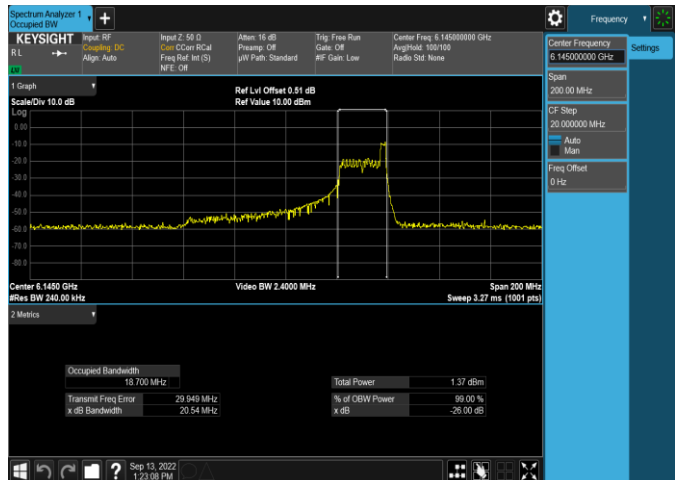 Spectrum Analyzer 1
Occupied BW
KEYSIGHT
RL
Input: RF
Coupling: DC
Align: Auto
Input Z: 50 Ω
Corr CCorr RCal
Freq Ref: Int (S)
NFE: Off
Atten: 16 dB
Preamp: Off
µW Path: Standard
Trig: Free Run
Gate: Off
#IF Gain: Low
Center Freq: 6.145000000 GHz
Avg|Hold: 100/100
Radio Std: None
1 Graph
Scale/Div 10.0 dB
Ref Lvl Offset 0.51 dB
Ref Value 10.00 dBm
Log
0.00
-10.0
-20.0
-30.0
-40.0
-50.0
-60.0
-70.0
-80.0
Center 6.1450 GHz
#Res BW 240.00 kHz
Video BW 2.4000 MHz
Span 200 MHz
Sweep 3.27 ms (1001 pts)
2 Metrics
Occupied Bandwidth
18.700 MHz
Transmit Freq Error 29.949 MHz
x dB Bandwidth 20.54 MHz
Total Power 1.37 dBm
% of OBW Power 99.00 %
x dB -26.00 dB
Sep 13, 2022
1:23:08 PM
Frequency
Settings
Center Frequency
6.145000000 GHz
Span
200.00 MHz
CF Step
20.000000 MHz
Auto
Man
Freq Offset
0 Hz